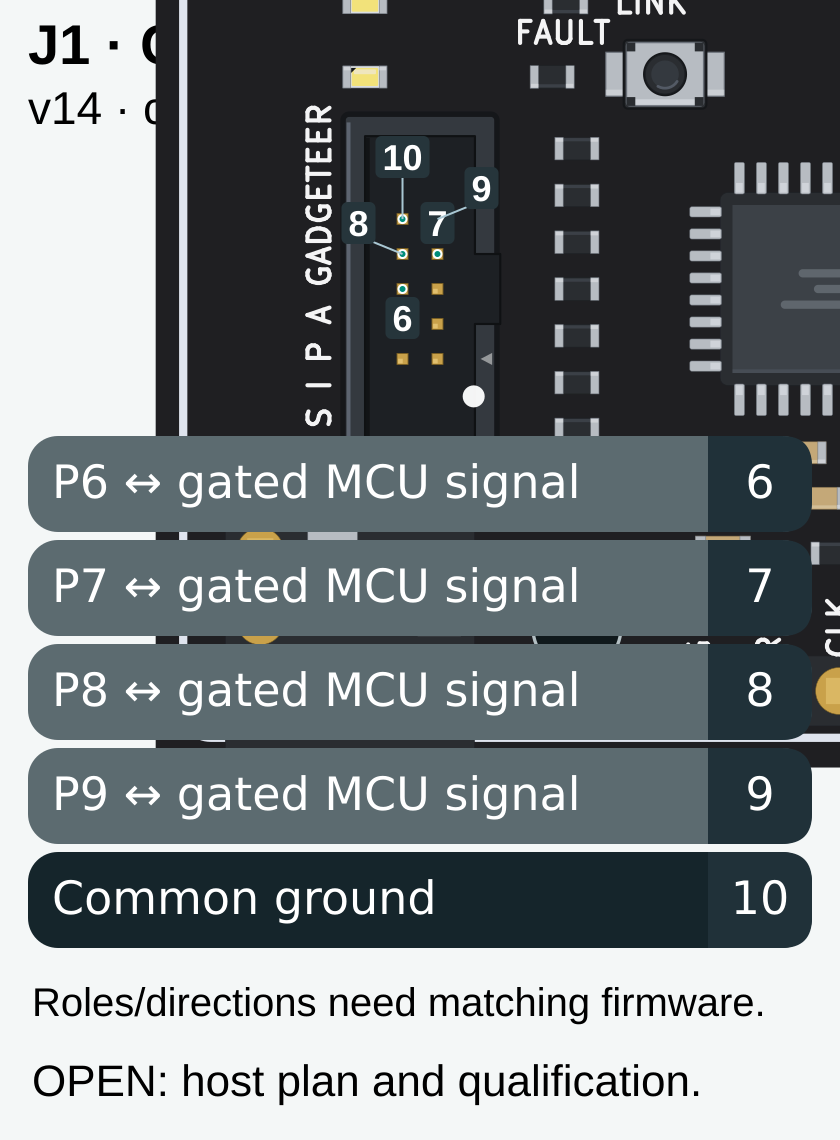 J1 ·
v14 ·
LINK
FAULT
GADGETEER
S I P A
10
9
8
7
6
P6 ↔ gated MCU signal 6
P7 ↔ gated MCU signal 7
P8 ↔ gated MCU signal 8
P9 ↔ gated MCU signal 9
Common ground 10
CLK
Roles/directions need matching firmware.
OPEN: host plan and qualification.